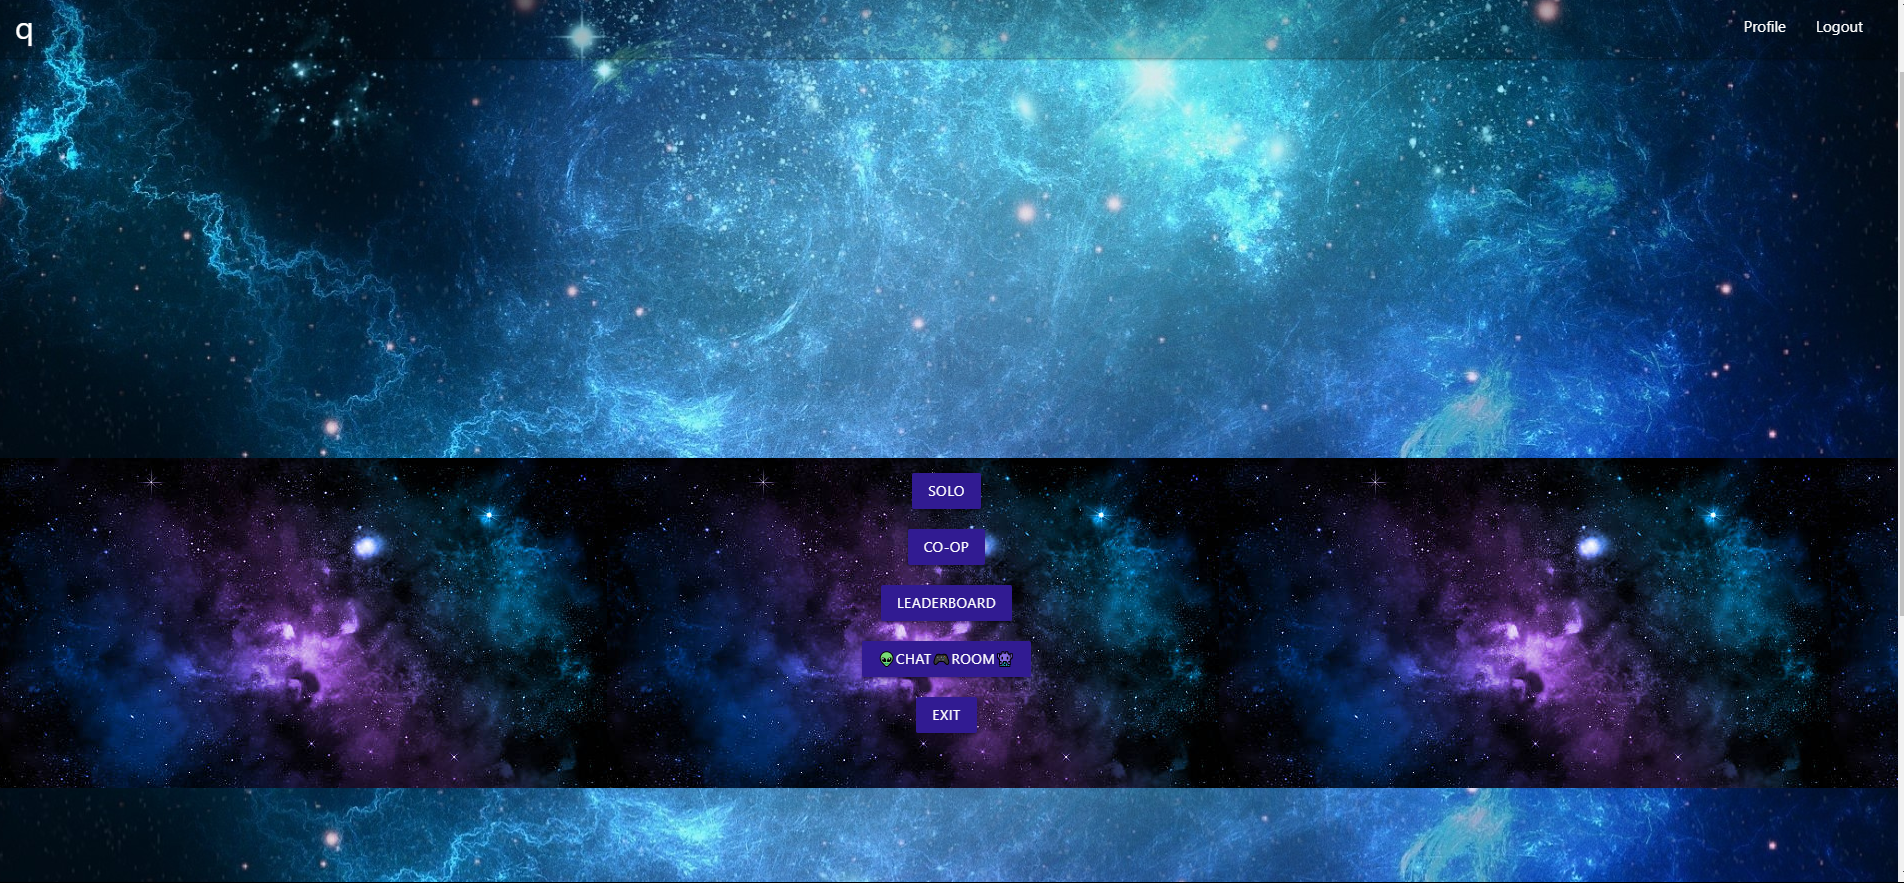 q
Profile Logout
SOLO
CO-OP
LEADERBOARD
👽CHAT🎮ROOM👾
EXIT